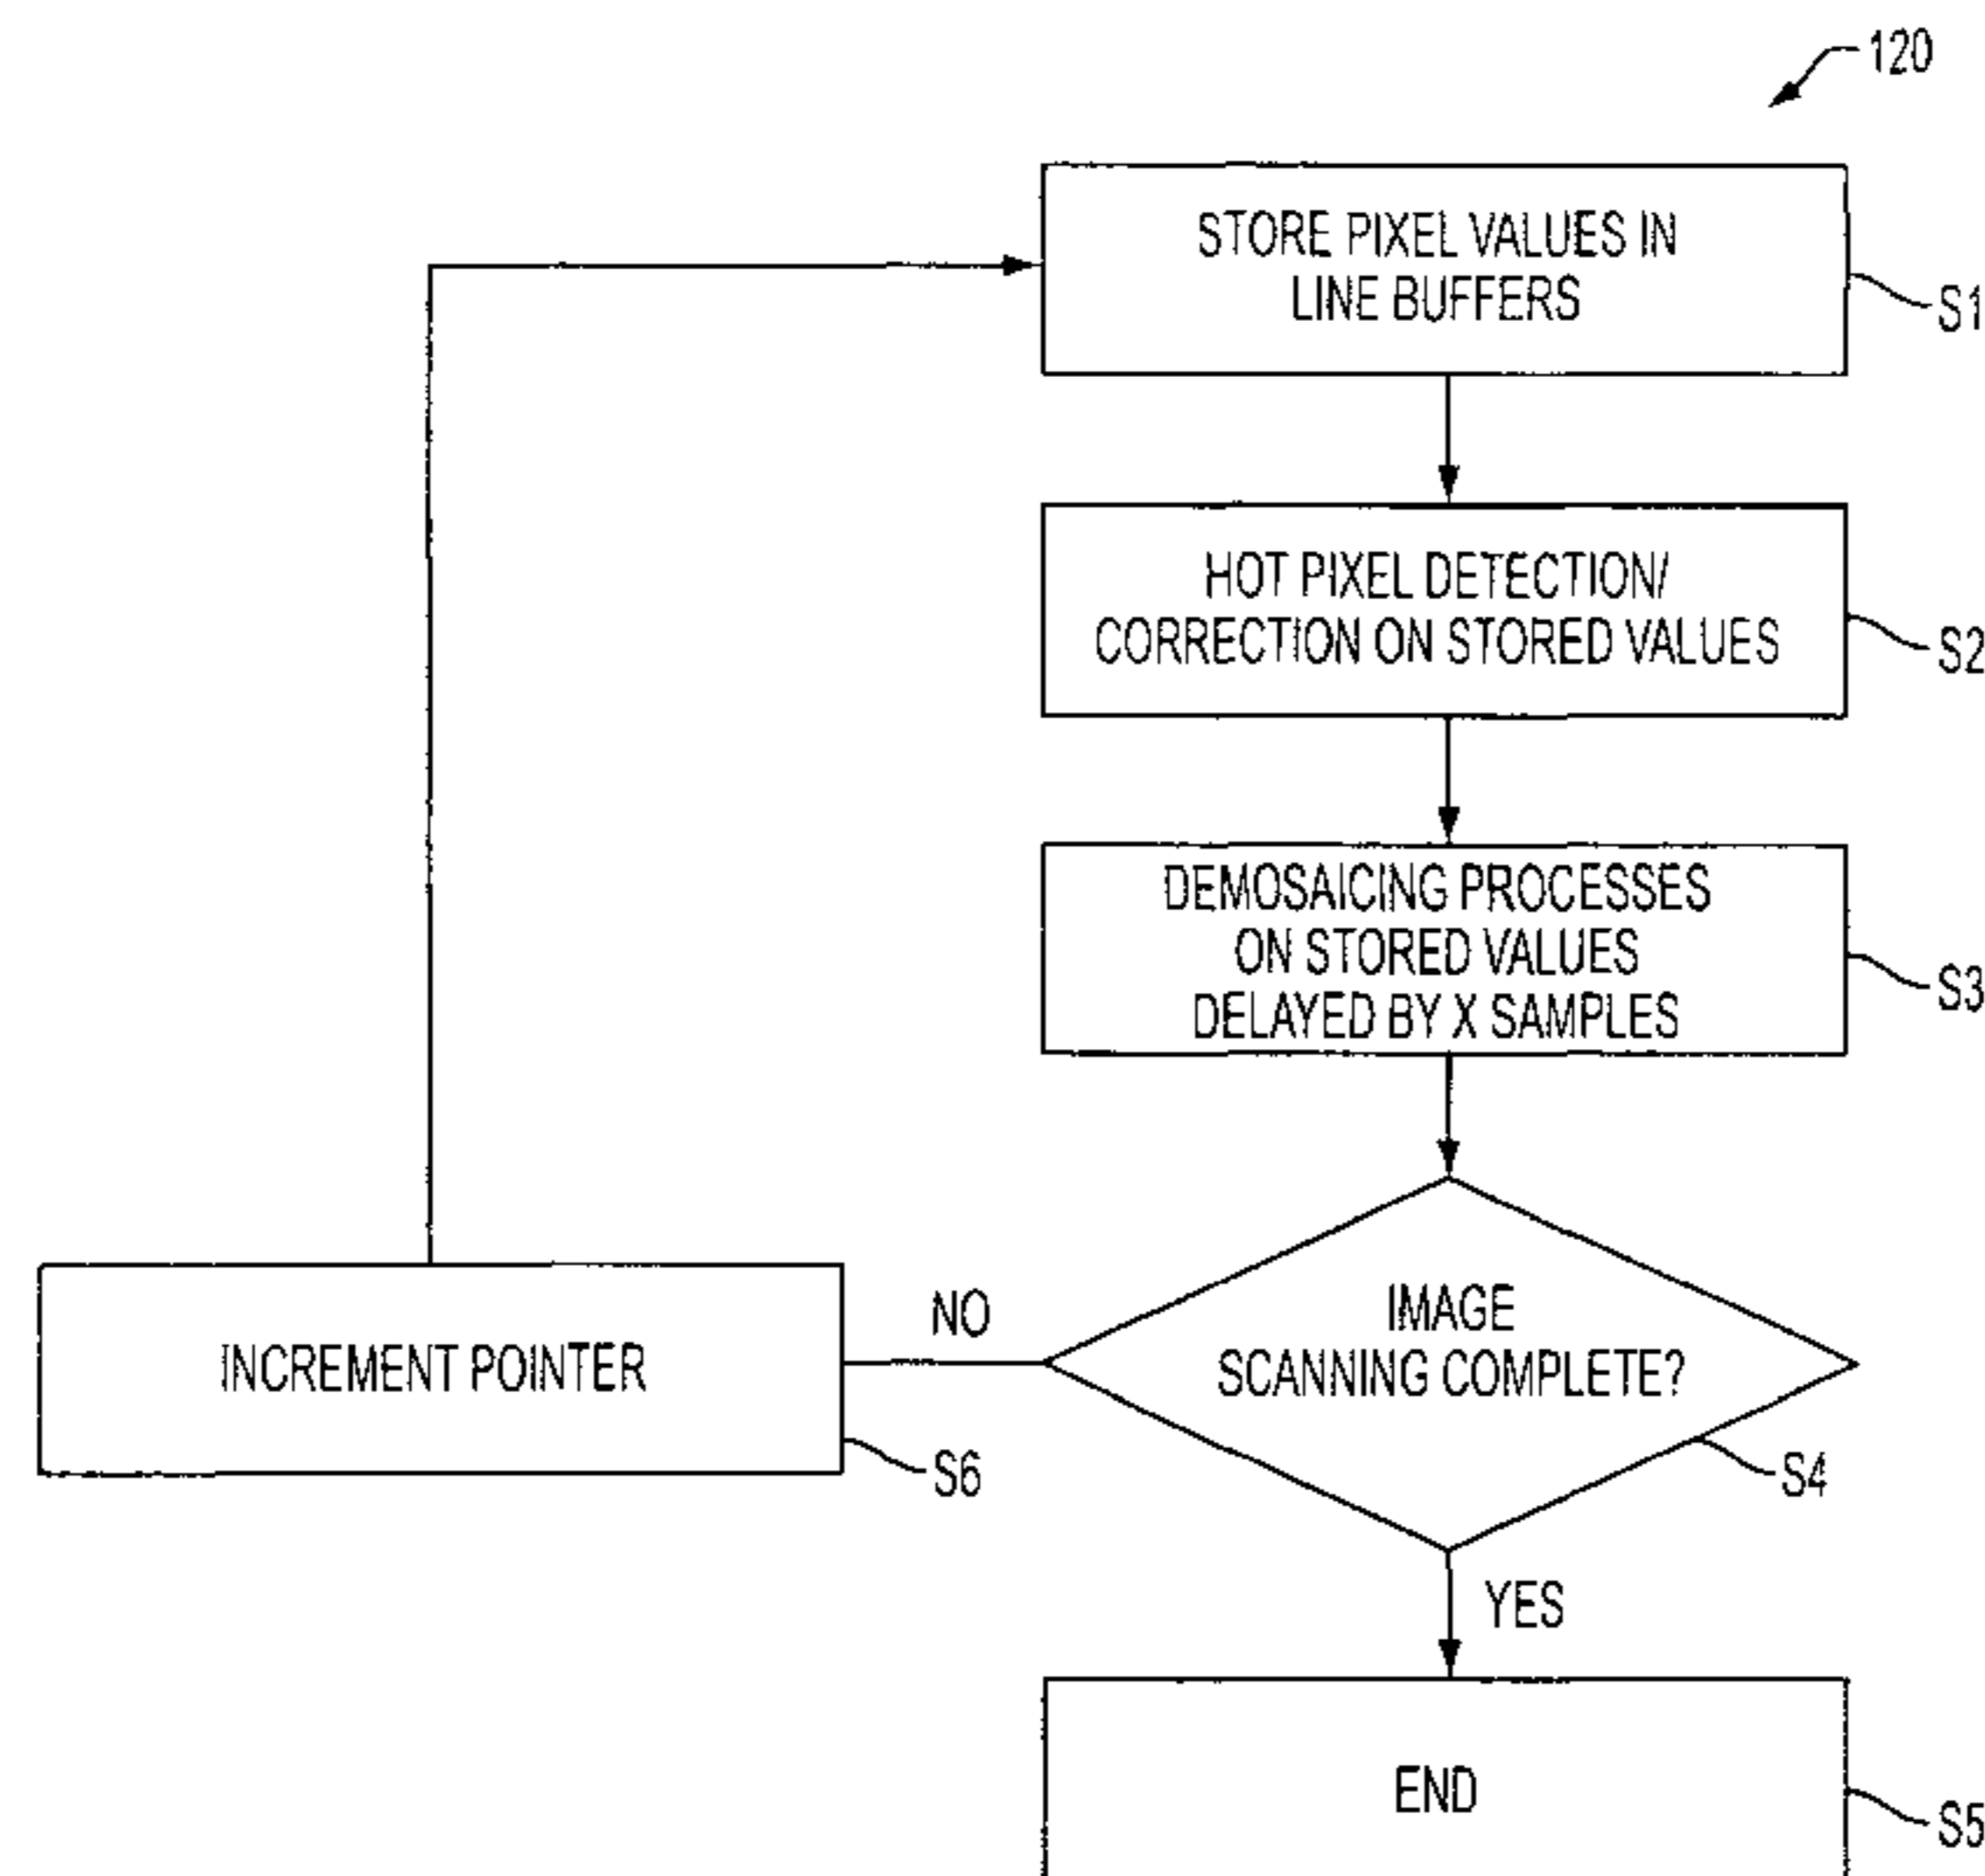 120
STORE PIXEL VALUES IN
LINE BUFFERS
S1
HOT PIXEL DETECTION/
CORRECTION ON STORED VALUES
S2
DEMOSAICING PROCESSES
ON STORED VALUES
DELAYED BY X SAMPLES
S3
IMAGE
SCANNING COMPLETE?
S4
NO
INCREMENT POINTER
S6
YES
END
S5